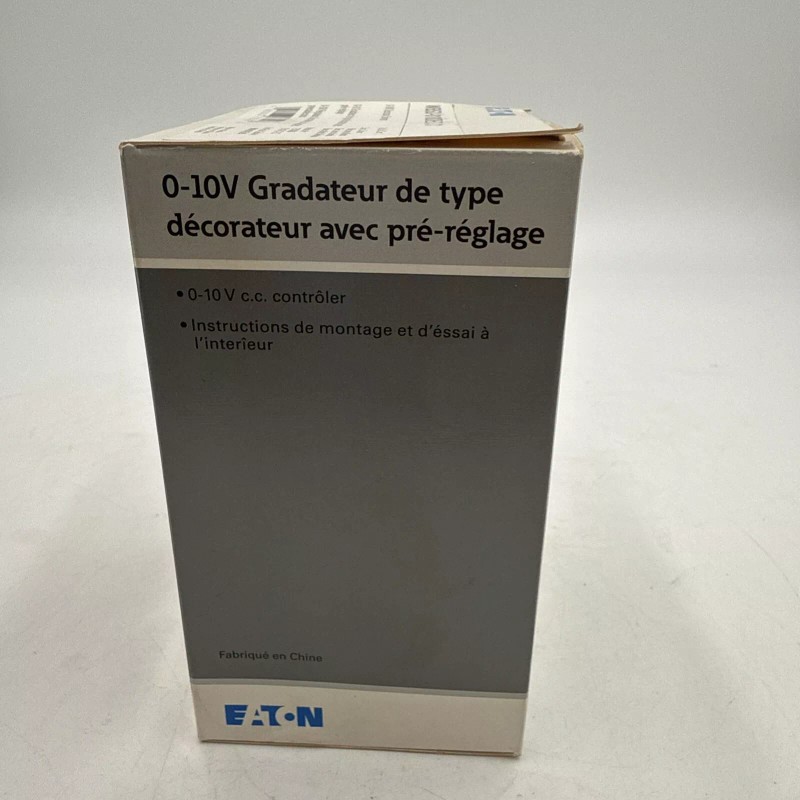 0-10V Gradateur de type
décorateur avec pré-réglage
• 0-10 V c.c. contrôler
• Instructions de montage et d'éssai à
l'interîeur
Fabriqué en Chine
EATON